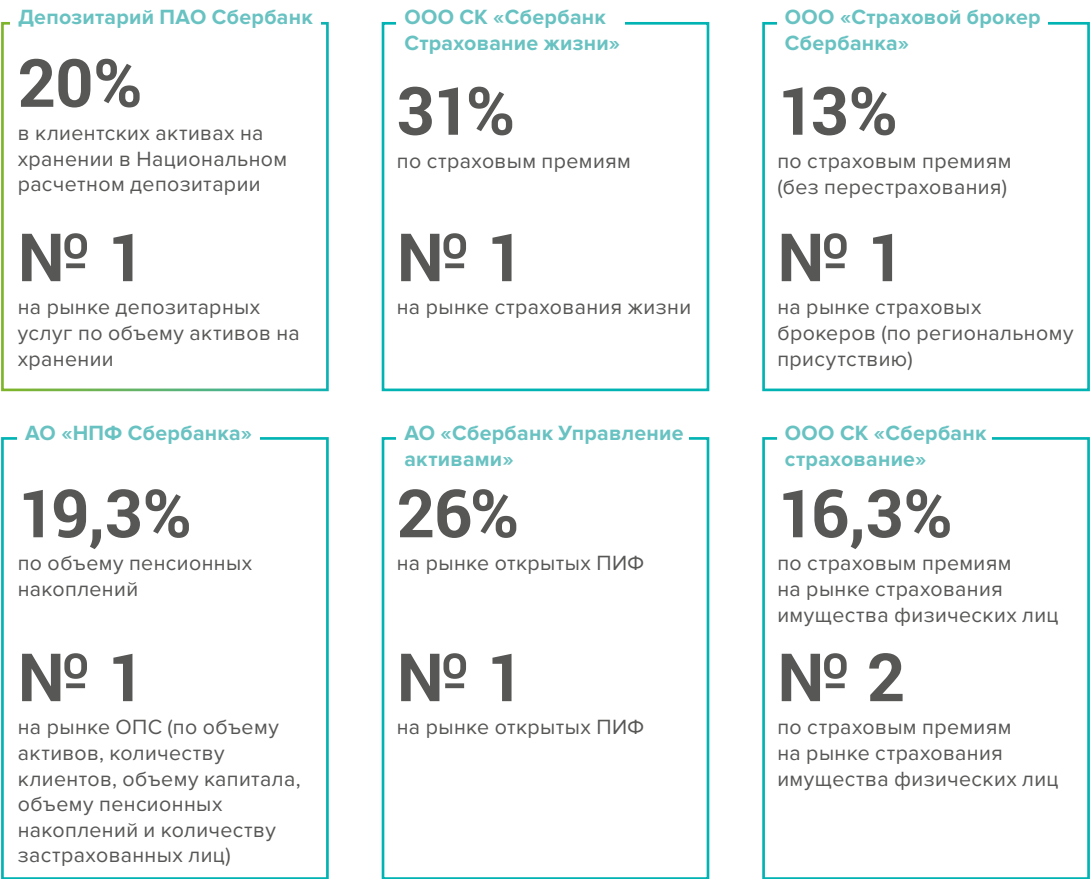 Депозитарий ПАО Сбербанк
20%
в клиентских активах на
хранении в Национальном
расчетном депозитарии
№ 1
на рынке депозитарных
услуг по объему активов на
хранении
ООО СК «Сбербанк
Страхование жизни»
31%
по страховым премиям
№ 1
на рынке страхования жизни
ООО «Страховой брокер
Сбербанка»
13%
по страховым премиям
(без перестрахования)
№ 1
на рынке страховых
брокеров (по региональному
присутствию)
АО «НПФ Сбербанка»
19,3%
по объему пенсионных
накоплений
№ 1
на рынке ОПС (по объему
активов, количеству
клиентов, объему капитала,
объему пенсионных
накоплений и количеству
застрахованных лиц)
АО «Сбербанк Управление
активами»
26%
на рынке открытых ПИФ
№ 1
на рынке открытых ПИФ
ООО СК «Сбербанк
страхование»
16,3%
по страховым премиям
на рынке страхования
имущества физических лиц
№ 2
по страховым премиям
на рынке страхования
имущества физических лиц